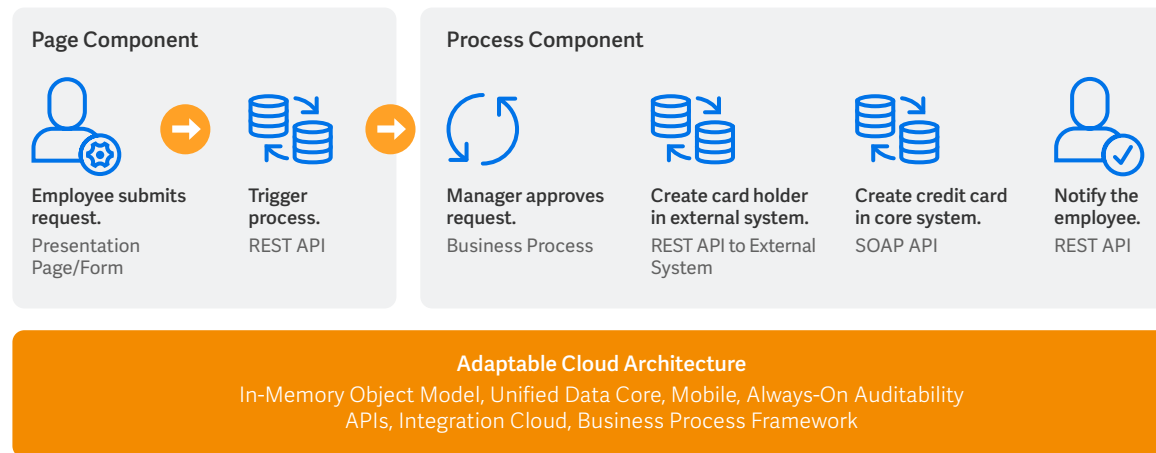 Page Component
Employee submits
request.
Presentation
Page/Form
Trigger
process.
REST API
Process Component
Manager approves
request.
Business Process
Create card holder
in external system.
REST API to External
System
Create credit card
in core system.
SOAP API
Notify the
employee.
REST API
Adaptable Cloud Architecture
In-Memory Object Model, Unified Data Core, Mobile, Always-On Auditability
APIs, Integration Cloud, Business Process Framework